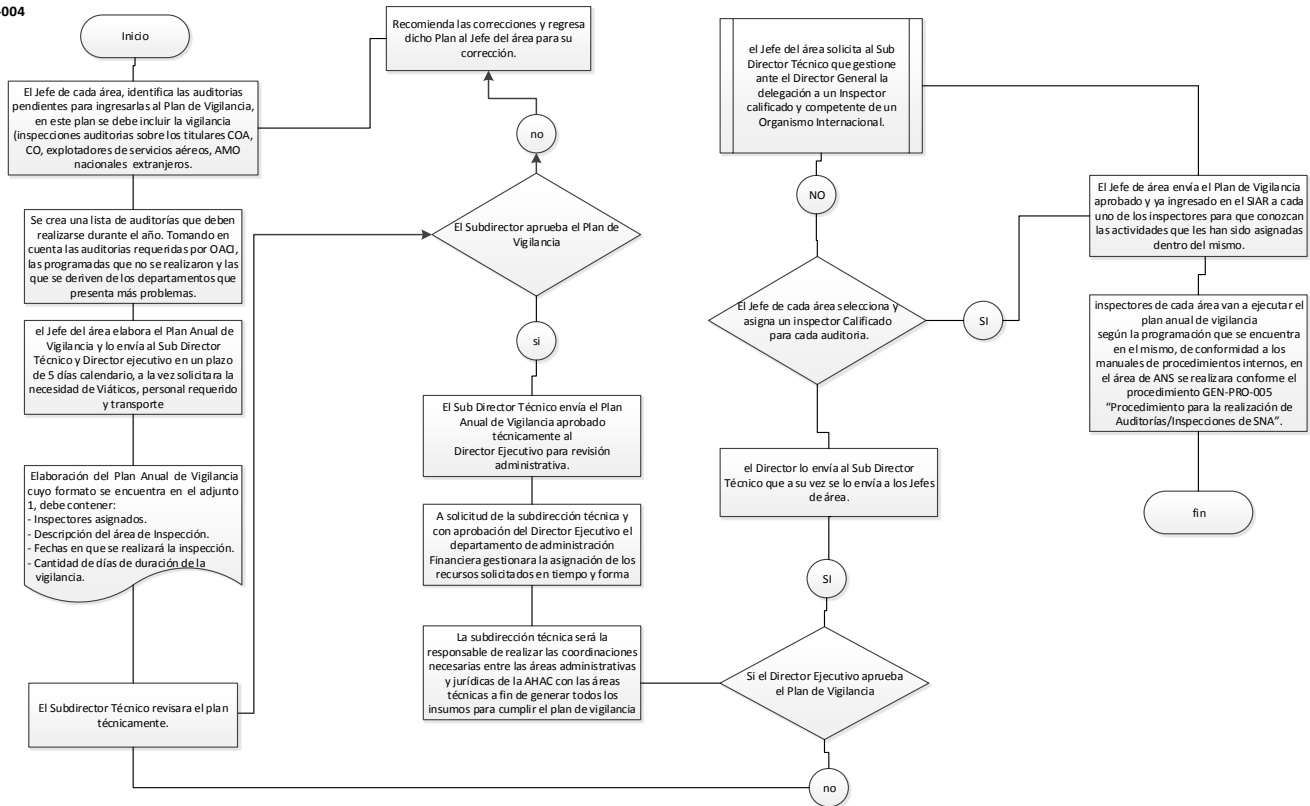 -004
Inicio
El Jefe de cada área, identifica las auditorias
pendientes para ingresarlas al Plan de Vigilancia,
en este plan se debe incluir la vigilancia
(inspecciones auditorias sobre los titulares COA,
CO, explotadores de servicios aéreos, AMO
nacionales extranjeros.
Se crea una lista de auditorías que deben
realizarse durante el año. Tomando en
cuenta las auditorias requeridas por OACI,
las programadas que no se realizaron y las
que se deriven de los departamentos que
presenta más problemas.
el Jefe del área elabora el Plan Anual de
Vigilancia y lo envía al Sub Director
Técnico y Director ejecutivo en un plazo
de 5 días calendario, a la vez solicitara la
necesidad de Viáticos, personal requerido
y transporte
Elaboración del Plan Anual de Vigilancia
cuyo formato se encuentra en el adjunto
1, debe contener:
- Inspectores asignados.
- Descripción del área de Inspección.
- Fechas en que se realizará la inspección.
- Cantidad de días de duración de la
vigilancia.
El Subdirector Técnico revisara el plan
técnicamente.
Recomienda las correcciones y regresa
dicho Plan al Jefe del área para su
corrección.
no
El Subdirector aprueba el Plan de
Vigilancia
si
El Sub Director Técnico envía el Plan
Anual de Vigilancia aprobado
técnicamente al
Director Ejecutivo para revisión
administrativa.
A solicitud de la subdirección técnica y
con aprobación del Director Ejecutivo el
departamento de administración
Financiera gestionara la asignación de los
recursos solicitados en tiempo y forma
La subdirección técnica será la
responsable de realizar las coordinaciones
necesarias entre las áreas administrativas
y jurídicas de la AHAC con las áreas
técnicas a fin de generar todos los
insumos para cumplir el plan de vigilancia
el Jefe del área solicita al Sub
Director Técnico que gestione
ante el Director General la
delegación a un Inspector
calificado y competente de un
Organismo Internacional.
NO
El Jefe de cada área selecciona y
asigna un inspector Calificado
para cada auditoria.
SI
el Director lo envía al Sub Director
Técnico que a su vez se lo envía a los Jefes
de área.
SI
Si el Director Ejecutivo aprueba
el Plan de Vigilancia
no
El Jefe de área envía el Plan de Vigilancia
aprobado y ya ingresado en el SIAR a cada
uno de los inspectores para que conozcan
las actividades que les han sido asignadas
dentro del mismo.
inspectores de cada área van a ejecutar el
plan anual de vigilancia
según la programación que se encuentra
en el mismo, de conformidad a los
manuales de procedimientos internos, en
el área de ANS se realizara conforme el
procedimiento GEN-PRO-005
“Procedimiento para la realización de
Auditorías/Inspecciones de SNA”.
fin